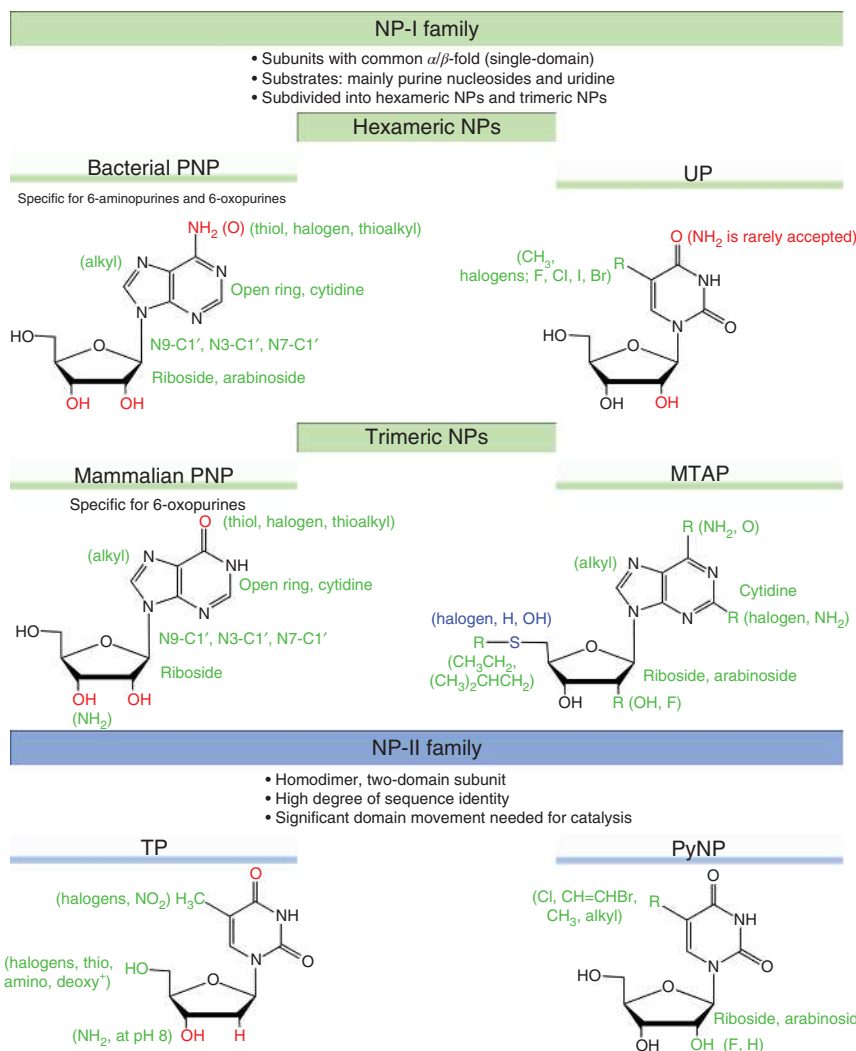 NP-I family
• Subunits with common α/β-fold (single-domain)
• Substrates: mainly purine nucleosides and uridine
• Subdivided into hexameric NPs and trimeric NPs
Hexameric NPs
Bacterial PNP
Specific for 6-aminopurines and 6-oxopurines
NH₂ (O) (thiol, halogen, thioalkyl)
(alkyl)
N
N
Open ring, cytidine
N
N
N9-C1′, N3-C1′, N7-C1′
HO
O
Riboside, arabinoside
OH OH
UP
O (NH₂ is rarely accepted)
(CH₃,
halogens; F, Cl, I, Br)
R
NH
N
O
HO
O
OH OH
Trimeric NPs
Mammalian PNP
Specific for 6-oxopurines
O (thiol, halogen, thioalkyl)
(alkyl)
N
NH
Open ring, cytidine
N
N
N9-C1′, N3-C1′, N7-C1′
HO
O
Riboside
OH OH
(NH₂)
MTAP
R (NH₂, O)
(alkyl)
N
N
Cytidine
N
N
R (halogen, NH₂)
(halogen, H, OH)
R S
O
(CH₃CH₂,
(CH₃)₂CHCH₂)
Riboside, arabinoside
OH
R (OH, F)
NP-II family
• Homodimer, two-domain subunit
• High degree of sequence identity
• Significant domain movement needed for catalysis
TP
O
(halogens, NO₂) H₃C
NH
N
O
(halogens, thio, HO
amino, deoxy⁺)
O
(NH₂, at pH 8)
OH H
PyNP
O
(Cl, CH=CHBr,
CH₃, alkyl)
R
NH
N
O
HO
O
Riboside, arabinosid
OH OH (F, H)